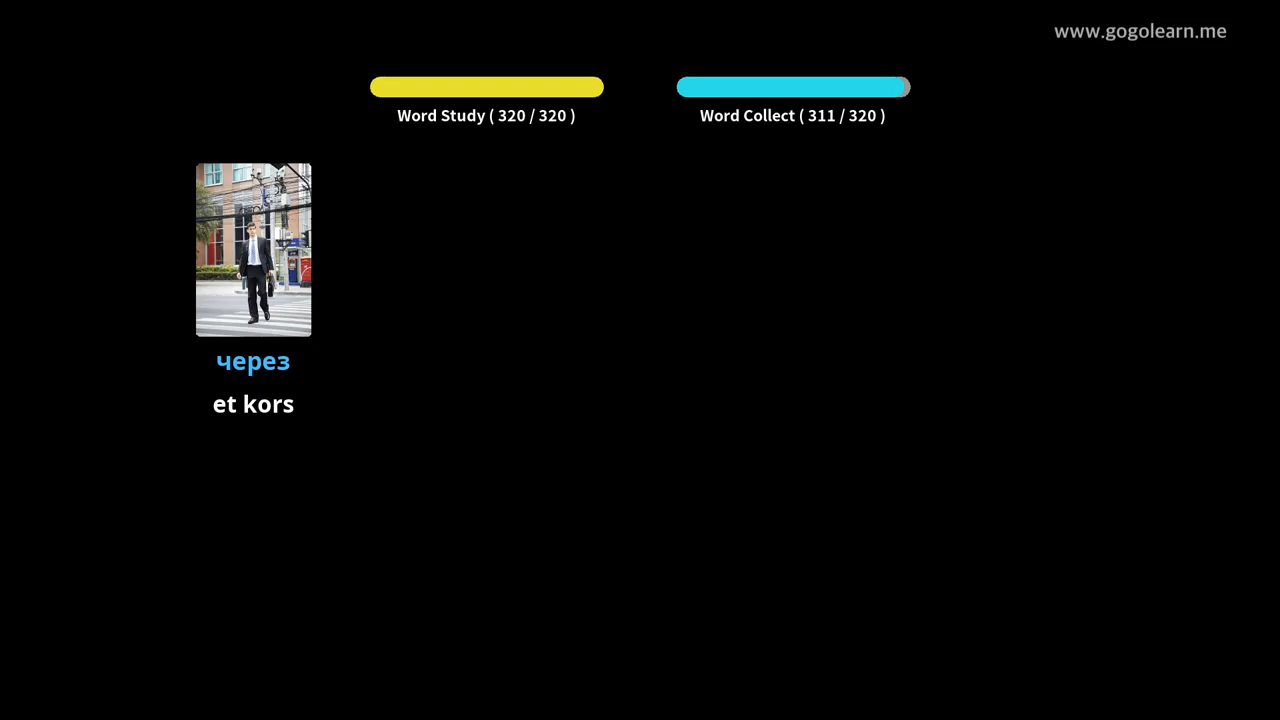 www.gogolearn.me
Word Study ( 320 / 320 )
Word Collect ( 311 / 320 )
через
et kors